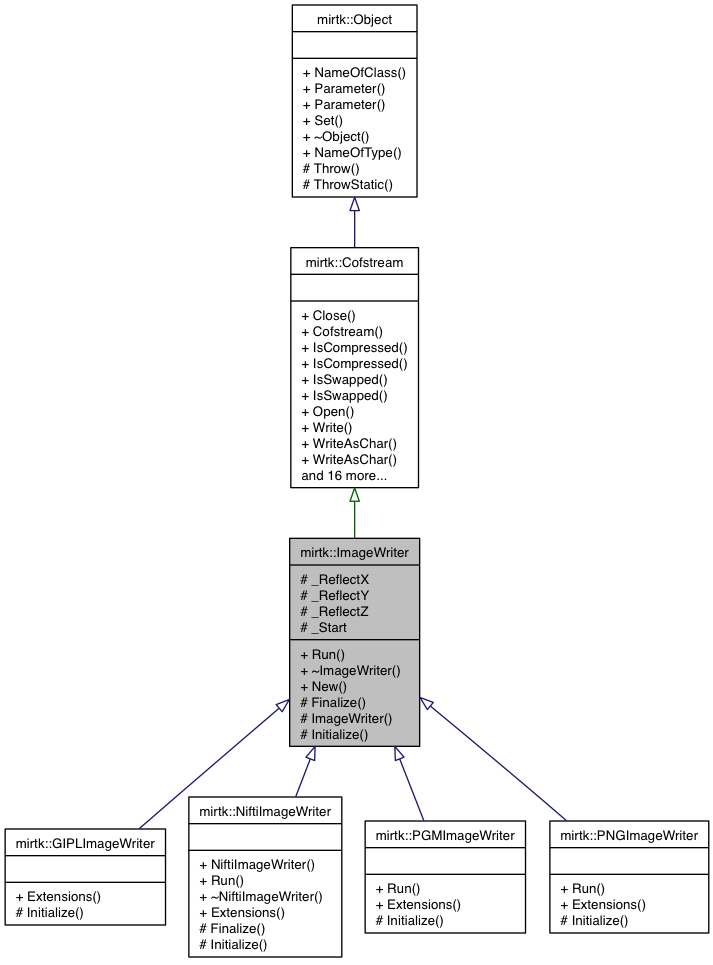 mirtk::Object
+ NameOfClass()
+ Parameter()
+ Parameter()
+ Set()
+ ~Object()
+ NameOfType()
# Throw()
# ThrowStatic()
mirtk::Cofstream
+ Close()
+ Cofstream()
+ IsCompressed()
+ IsCompressed()
+ IsSwapped()
+ IsSwapped()
+ Open()
+ Write()
+ WriteAsChar()
+ WriteAsChar()
and 16 more...
mirtk::ImageWriter
# _ReflectX
# _ReflectY
# _ReflectZ
# _Start
+ Run()
+ ~ImageWriter()
+ New()
# Finalize()
# ImageWriter()
# Initialize()
mirtk::GIPLImageWriter
+ Extensions()
# Initialize()
mirtk::NiftiImageWriter
+ NiftiImageWriter()
+ Run()
+ ~NiftiImageWriter()
+ Extensions()
# Finalize()
# Initialize()
mirtk::PGMImageWriter
+ Run()
+ Extensions()
# Initialize()
mirtk::PNGImageWriter
+ Run()
+ Extensions()
# Initialize()